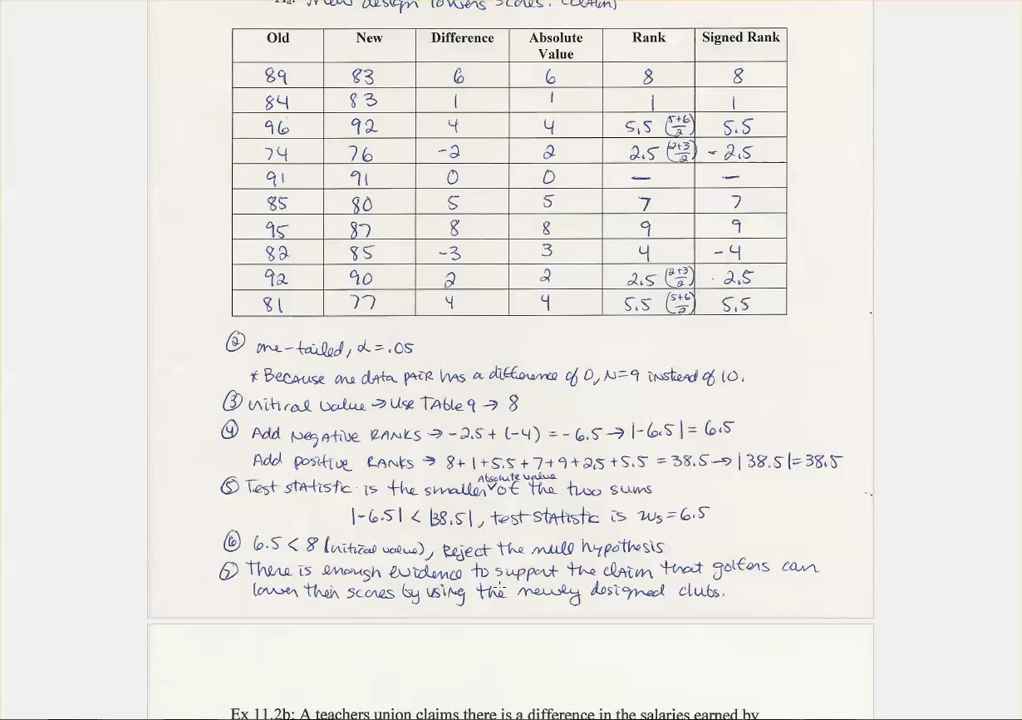 Ha: New design lowers scores. (Claim)
Old New Difference Absolute Value Rank Signed Rank
89 83 6 6 8 8
84 83 1 1 1 1
96 92 4 4 5.5 (5+6/2) 5.5
74 76 -2 2 2.5 (2+3/2) -2.5
91 91 0 0 — —
85 80 5 5 7 7
95 87 8 8 9 9
82 85 -3 3 4 -4
92 90 2 2 2.5 (2+3/2) 2.5
81 77 4 4 5.5 (5+6/2) 5.5
② one-tailed, α=.05
* Because one data pair has a difference of 0, N=9 instead of 10.
③ critical value → Use Table 9 → 8
④ Add negative ranks → -2.5 + (-4) = -6.5 → |-6.5| = 6.5
Add positive ranks → 8+1+5.5+7+9+2.5+5.5 = 38.5 → |38.5| = 38.5
⑤ Test statistic is the smaller absolute value of the two sums
|-6.5| < |38.5|, test statistic is ws = 6.5
⑥ 6.5 < 8 (critical value), Reject the null hypothesis
⑦ There is enough evidence to support the claim that golfers can
lower their scores by using the newly designed clubs.
Ex 11.2b: A teachers union claims there is a difference in the salaries earned by